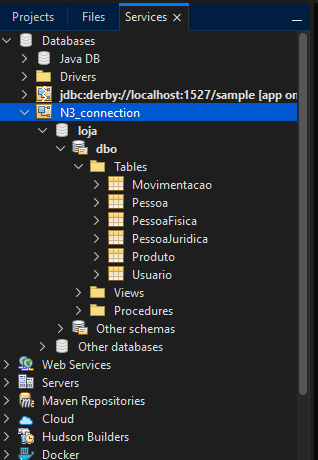 Projects Files Services
Databases
Java DB
Drivers
jdbc:derby://localhost:1527/sample [app on
N3_connection
loja
dbo
Tables
Movimentacao
Pessoa
PessoaFisica
PessoaJuridica
Produto
Usuario
Views
Procedures
Other schemas
Other databases
Web Services
Servers
Maven Repositories
Cloud
Hudson Builders
Docker